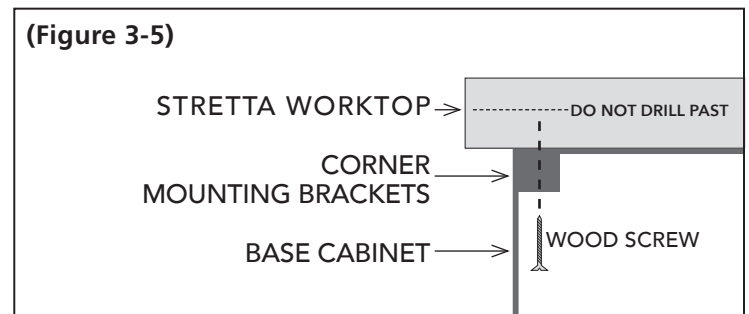 (Figure 3-5)
STRETTA WORKTOP
DO NOT DRILL PAST
CORNER
MOUNTING BRACKETS
BASE CABINET
WOOD SCREW